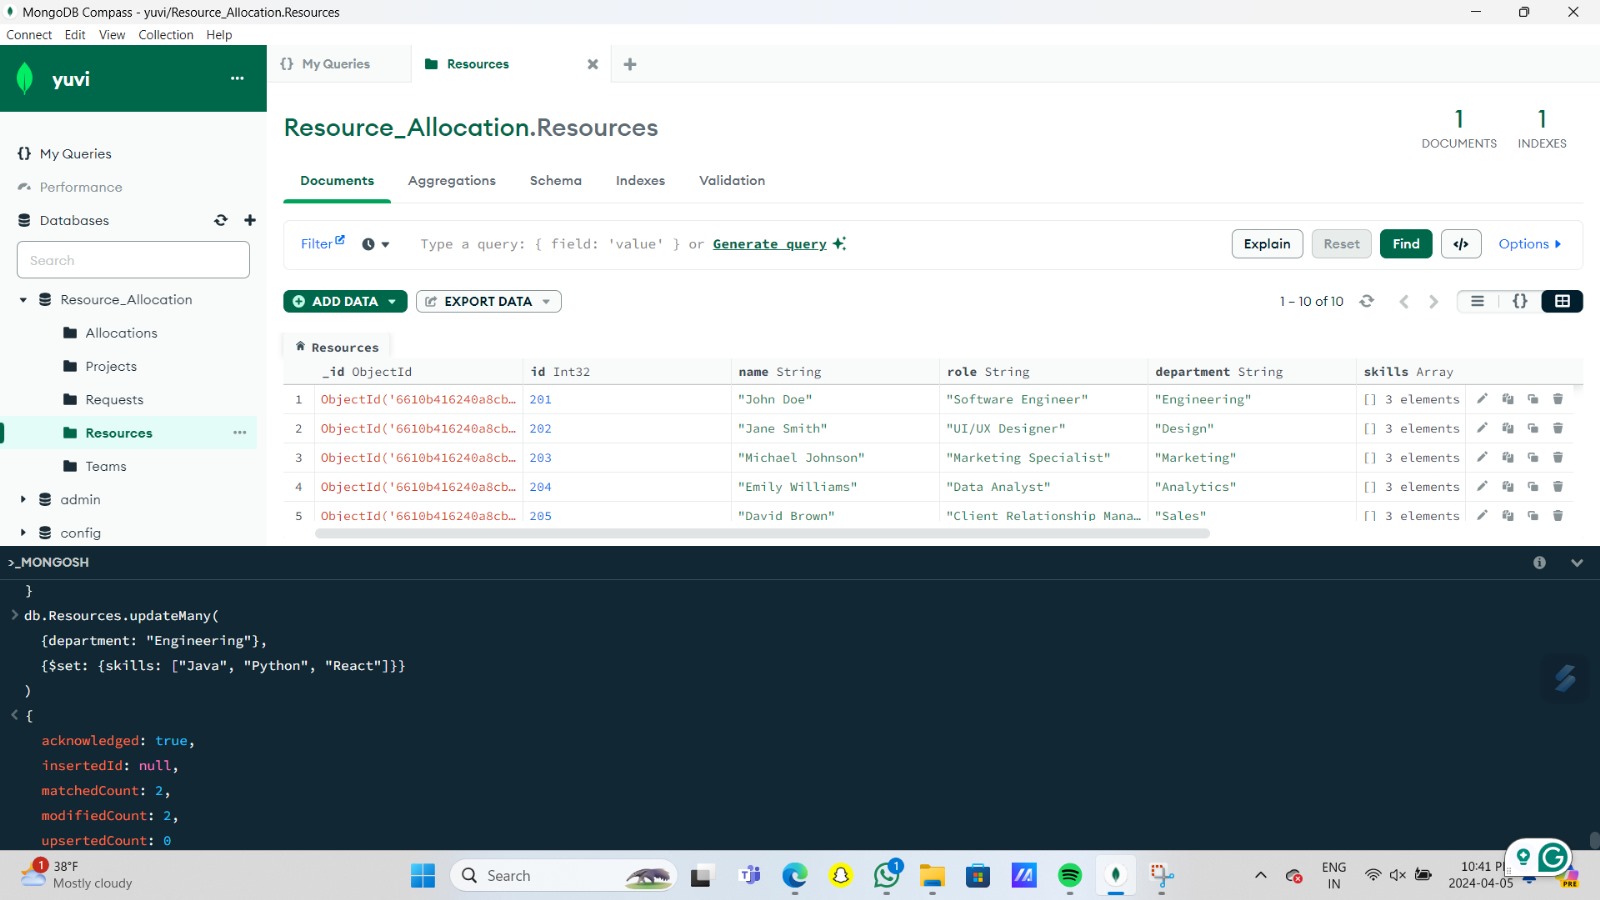 MongoDB Compass - yuvi/Resource_Allocation.Resources
Connect Edit View Collection Help
yuvi
My Queries
Resources
Resource_Allocation.Resources
1
DOCUMENTS
1
INDEXES
{} My Queries
Performance
Databases
Search
Resource_Allocation
Allocations
Projects
Requests
Resources
Teams
admin
config
Documents Aggregations Schema Indexes Validation
Filter
Type a query: { field: 'value' } or Generate query
Explain Reset Find </> Options
ADD DATA EXPORT DATA
1 – 10 of 10
{}
Resources
_id ObjectId id Int32 name String role String department String skills Array
1 ObjectId('6610b416240a8cb… 201 "John Doe" "Software Engineer" "Engineering" [] 3 elements
2 ObjectId('6610b416240a8cb… 202 "Jane Smith" "UI/UX Designer" "Design" [] 3 elements
3 ObjectId('6610b416240a8cb… 203 "Michael Johnson" "Marketing Specialist" "Marketing" [] 3 elements
4 ObjectId('6610b416240a8cb… 204 "Emily Williams" "Data Analyst" "Analytics" [] 3 elements
5 ObjectId('6610b416240a8cb… 205 "David Brown" "Client Relationship Mana… "Sales" [] 3 elements
>_MONGOSH
}
> db.Resources.updateMany(
{department: "Engineering"},
{$set: {skills: ["Java", "Python", "React"]}}
)
< {
acknowledged: true,
insertedId: null,
matchedCount: 2,
modifiedCount: 2,
upsertedCount: 0
1
38°F
Mostly cloudy
Search
1
ENG
IN
10:41
2024-04-05
PRE